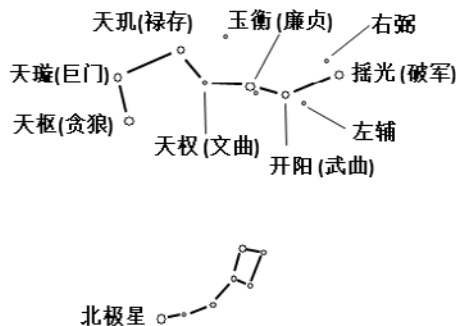 天玑(禄存)
玉衡(廉贞)
右弼
天璇(巨门)
摇光(破军)
天枢(贪狼)
天权(文曲)
左辅
开阳(武曲)
北极星